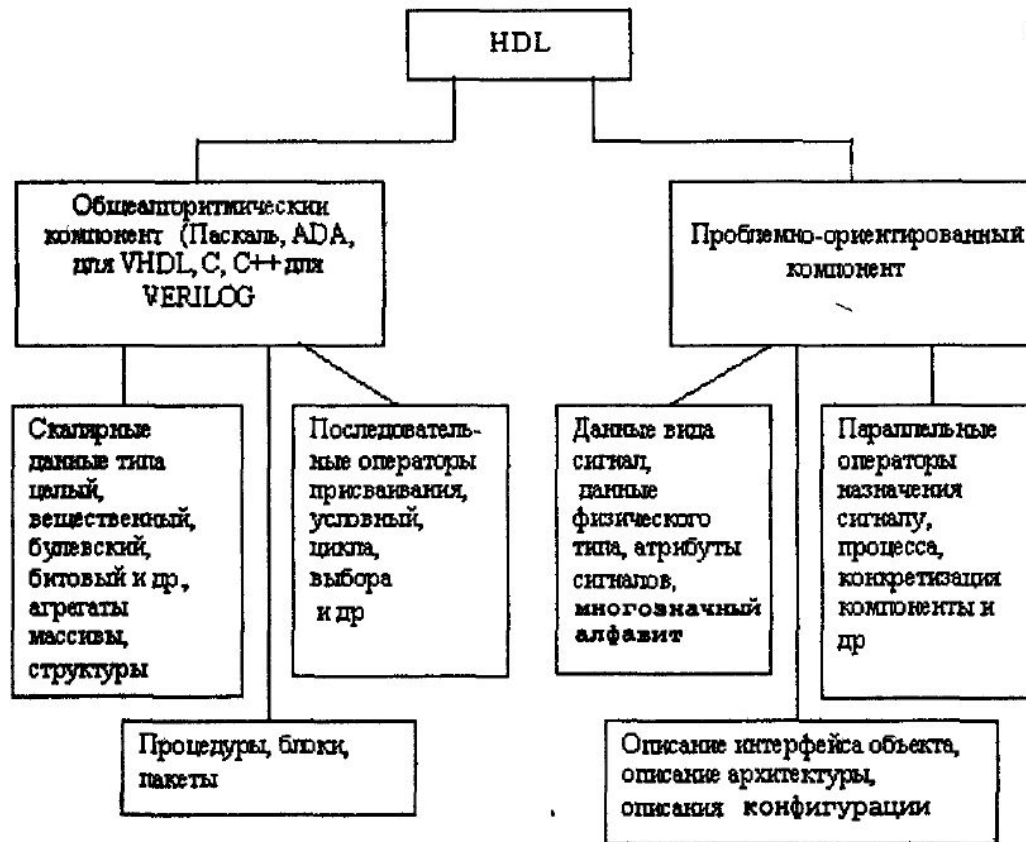 HDL
Общеалгоритмически
компонент (Паскаль, ADA,
для VHDL, C, C++ для
VERILOG
Проблемно-ориентированный
компонент
Скалярные
данные типа
целый,
вещественный,
булевский,
битовый и др.,
агрегаты
массивы,
структуры
Последователь-
ные операторы
присваивания,
условный,
цикла,
выбора
и др
Данные вида
сигнал,
данные
физического
типа, атрибуты
сигналов,
многозначный
алфавит
Параллельные
операторы
назначения
сигналу,
процесса,
конкретизация
компоненты и
др
Процедуры, блоки,
пакеты
Описание интерфейса объекта,
описание архитектуры,
описания конфигурации